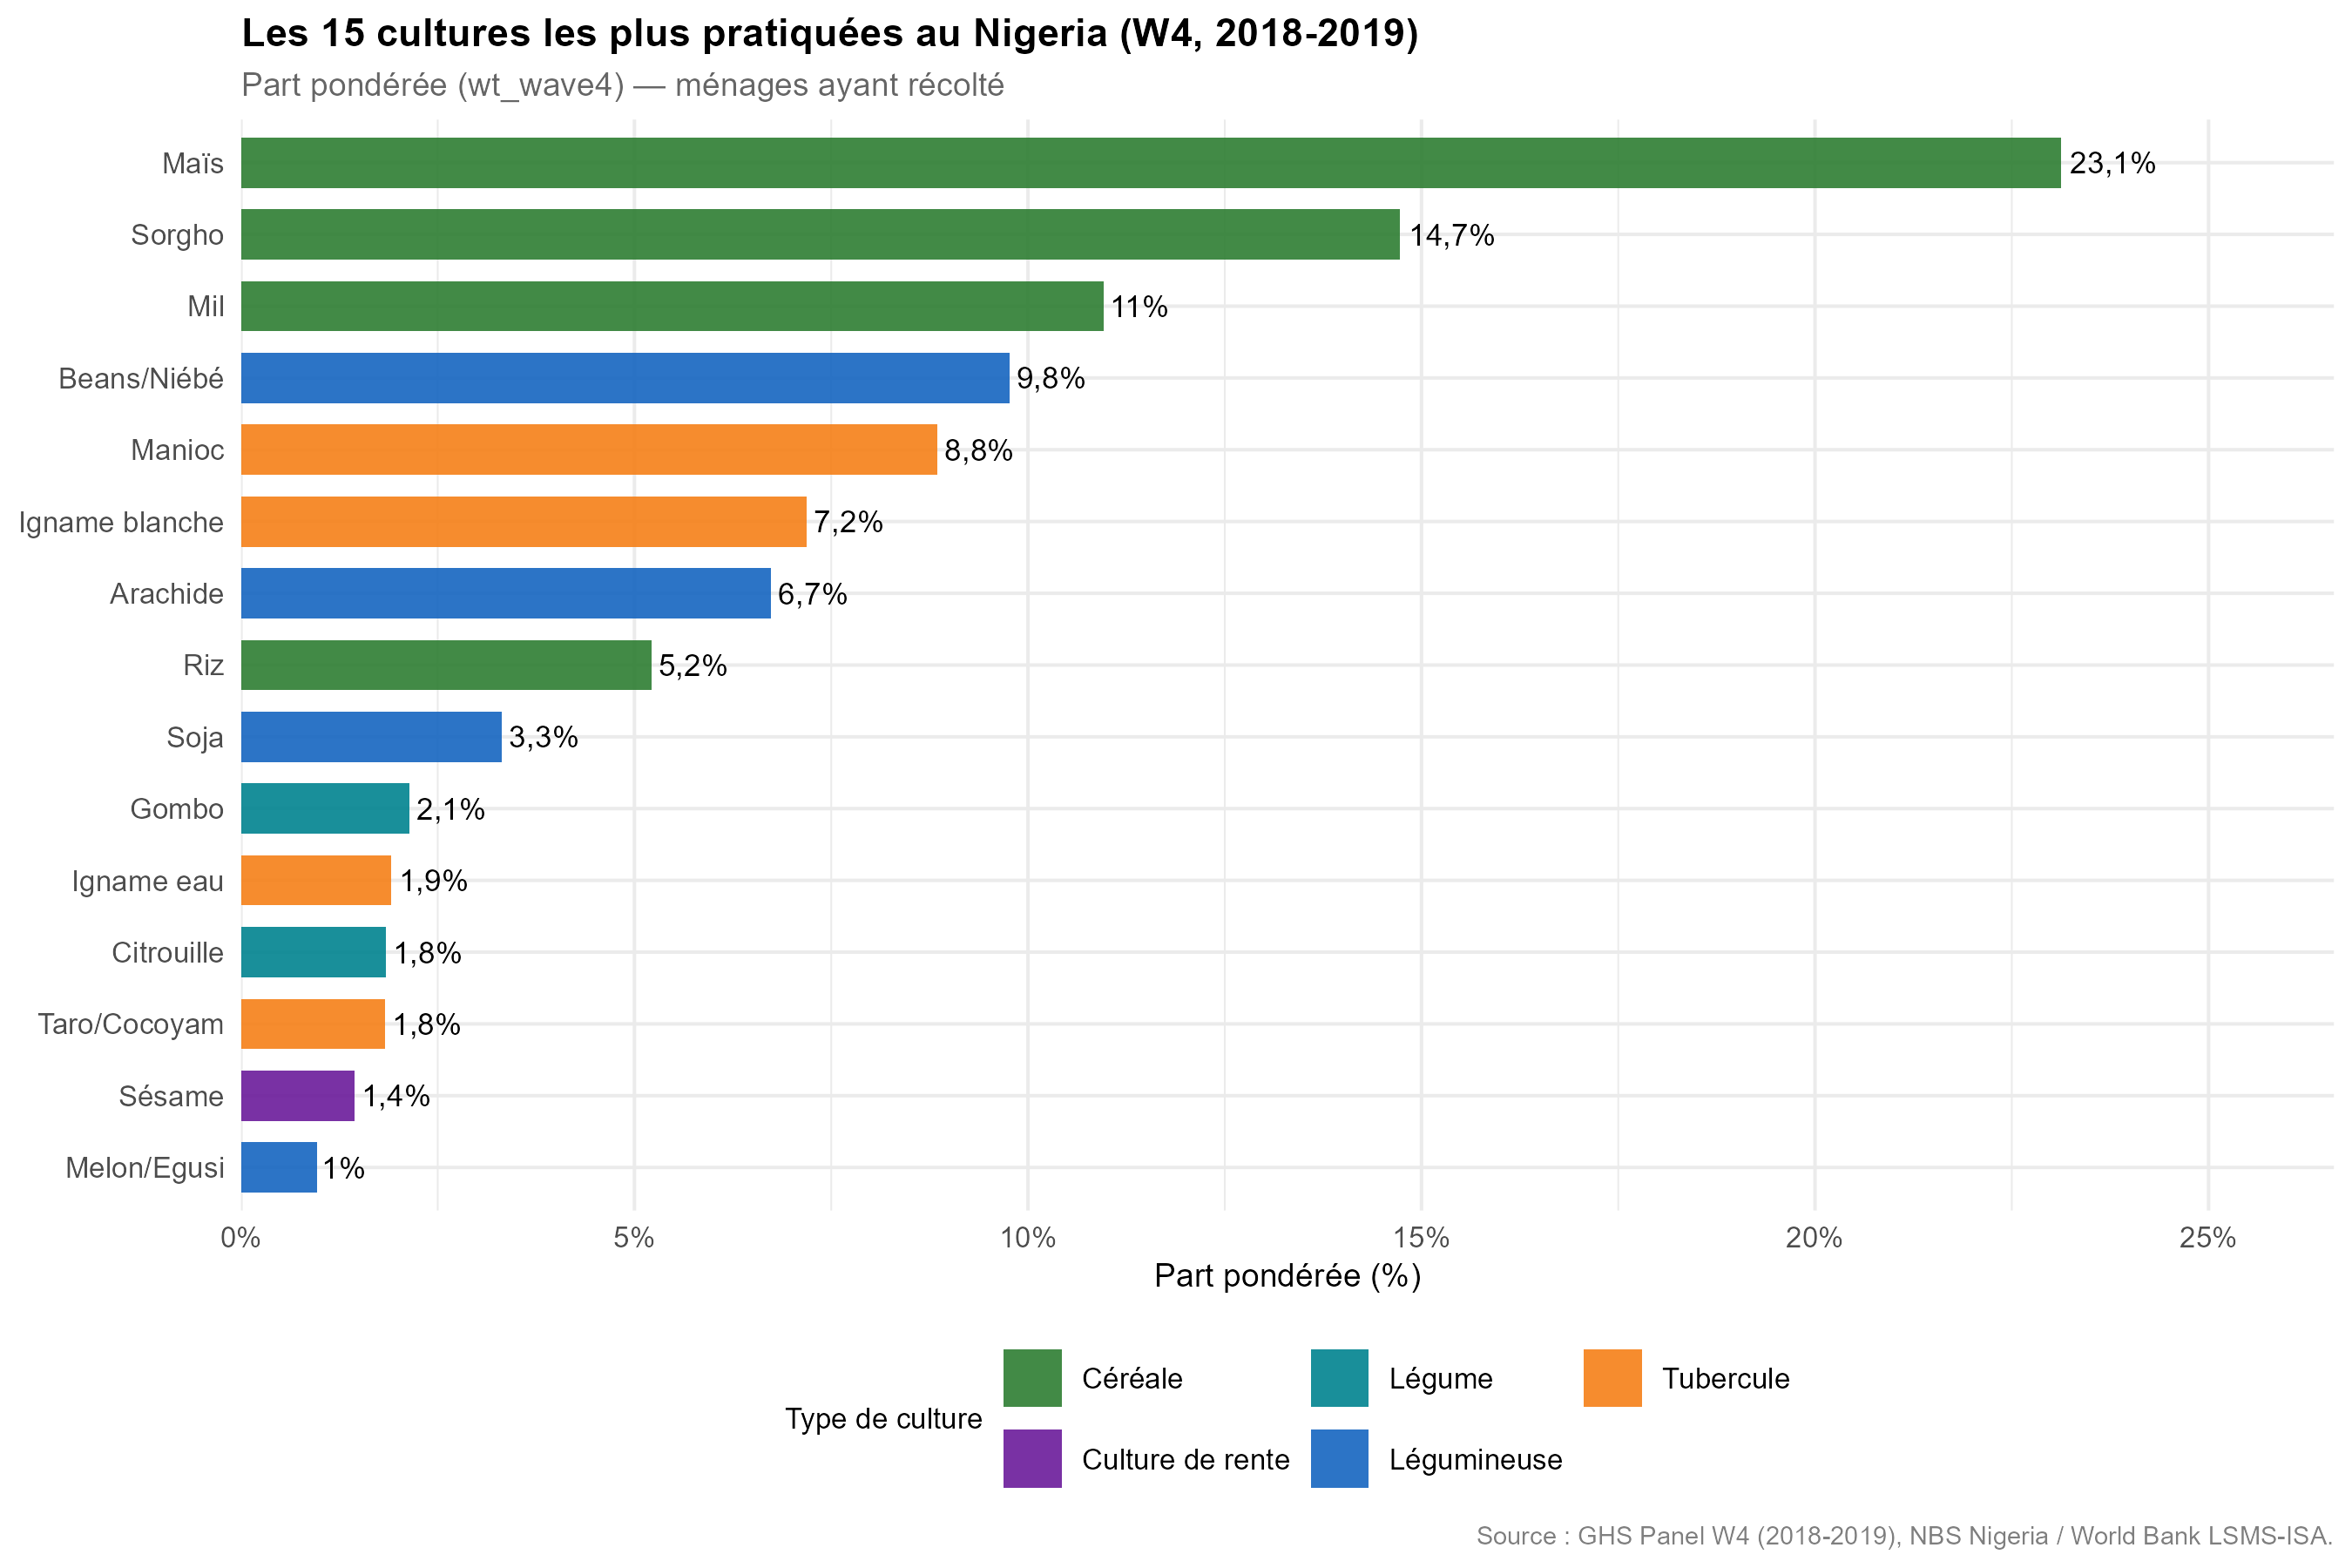 Les 15 cultures les plus pratiquées au Nigeria (W4, 2018-2019)
Part pondérée (wt_wave4) — ménages ayant récolté
Maïs 23,1%
Sorgho 14,7%
Mil 11%
Beans/Niébé 9,8%
Manioc 8,8%
Igname blanche 7,2%
Arachide 6,7%
Riz 5,2%
Soja 3,3%
Gombo 2,1%
Igname eau 1,9%
Citrouille 1,8%
Taro/Cocoyam 1,8%
Sésame 1,4%
Melon/Egusi 1%
0% 5% 10% 15% 20% 25%
Part pondérée (%)
Type de culture
Céréale Légume Tubercule
Culture de rente Légumineuse
Source : GHS Panel W4 (2018-2019), NBS Nigeria / World Bank LSMS-ISA.